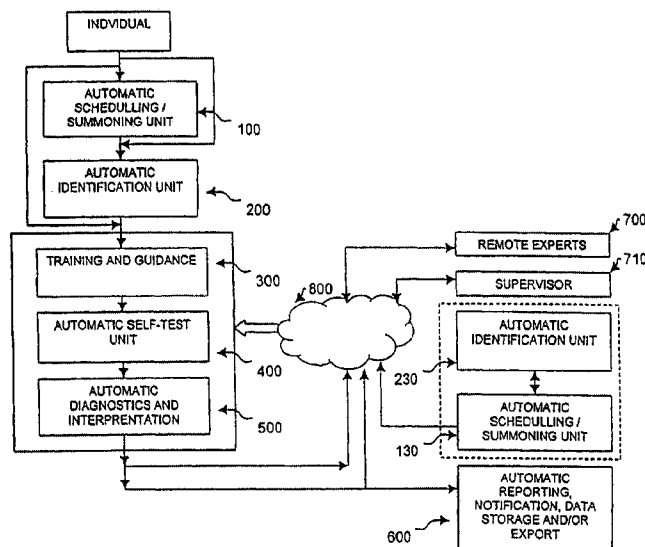 INDVIDUAL
AUTOMATIC
SCHEDULLING /
SUMMONING UNIT
100
AUTOMATIC
IDENTIFICATION UNIT
200
TRAINING AND GUIDANCE
300
AUTOMATIC SELF-TEST
UNIT
400
AUTOMATIC
DIAGNOSTICS AND
INTERPRENTATION
500
800
700
REMOTE EXPERTS
710
SUPERVISOR
AUTOMATIC
IDENTIFICATION UNIT
230
AUTOMATIC
SCHEDULLING /
SUMMONING UNIT
130
AUTOMATIC
REPORTING,
NOTIFICATION, DATA
STORAGE AND/OR
EXPORT
600